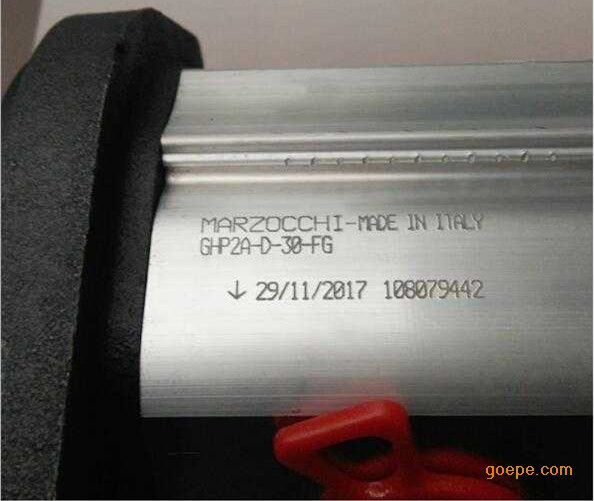 MARZOCCHI-MADE IN ITALY
GHP2A-D-30-FG
↓ 29/11/2017 108079442
goepe.com